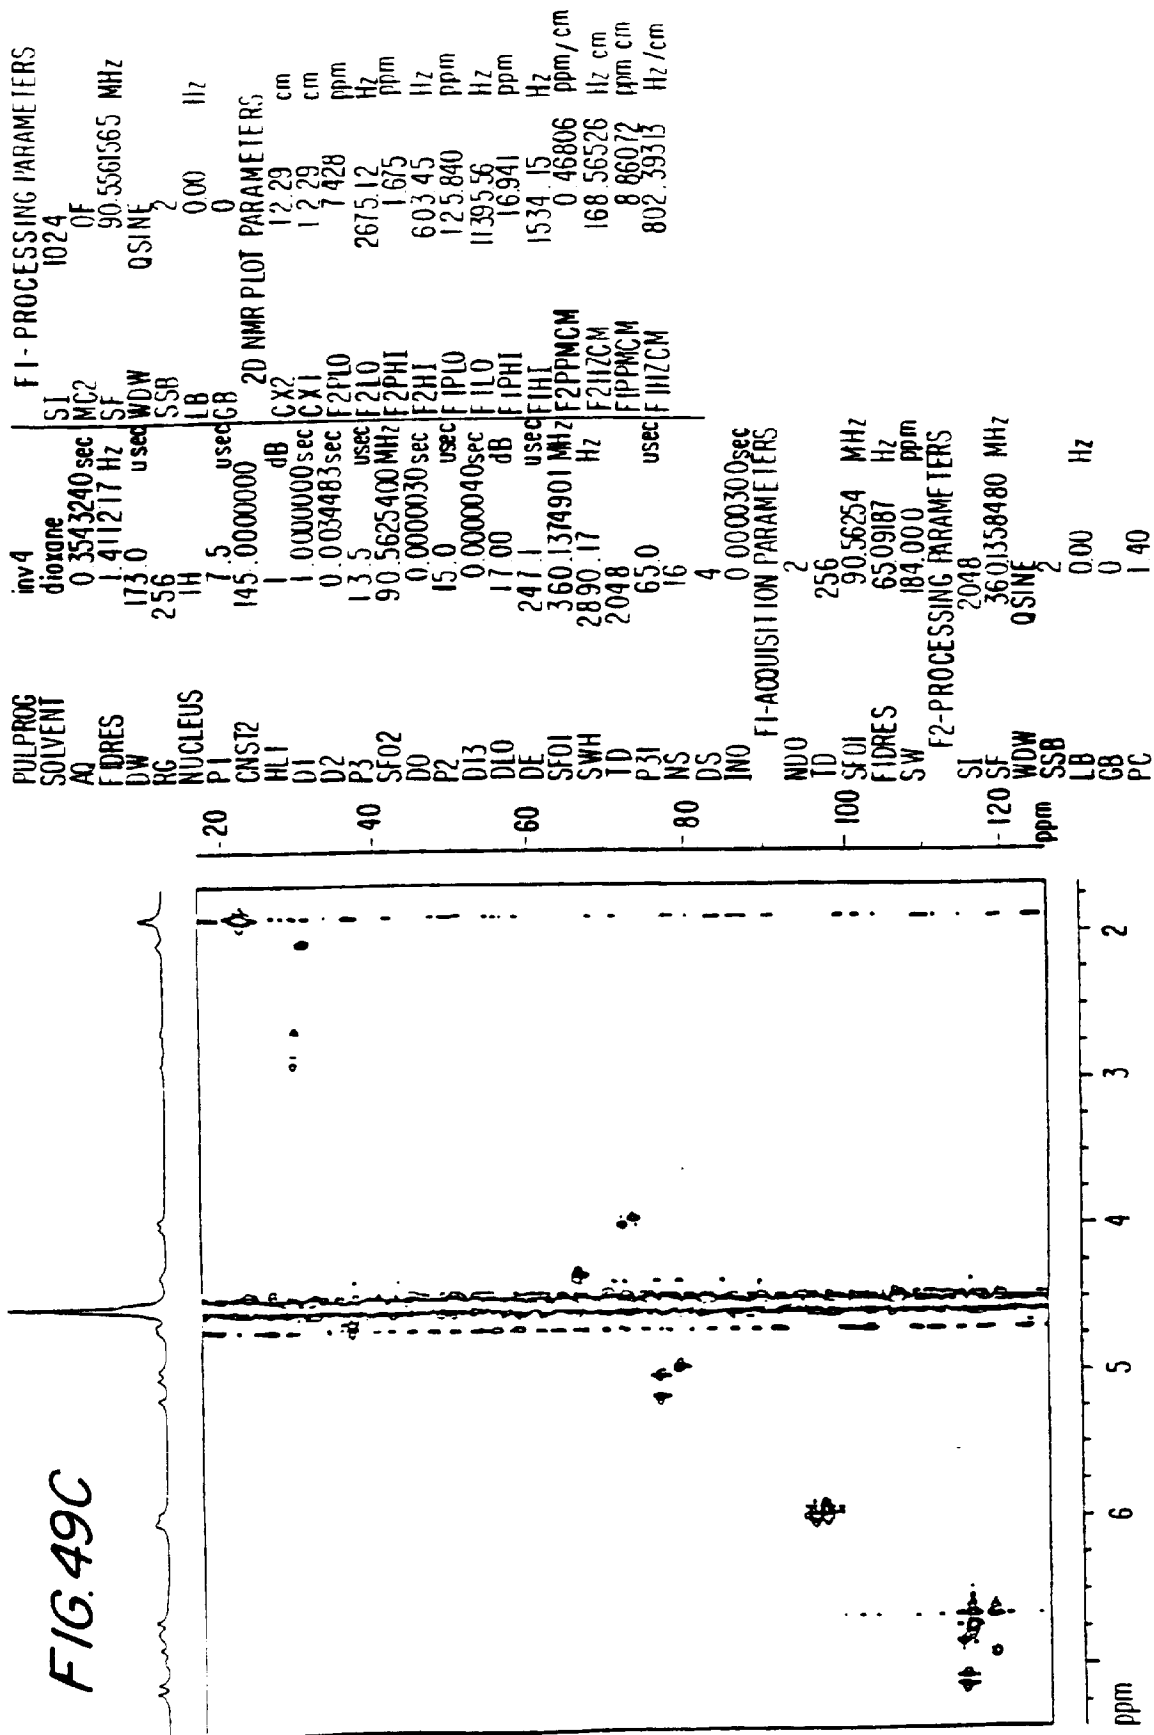 FIG. 49C
PULPROG inv4
SOLVENT dioxane
AQ 0.3543240 sec
FIDRES 1.411217 Hz
DW 173.0 usec
RG 256
NUCLEUS 1H
P1 7.5 usec
CNST2 145.0000000
HL1 1 dB
D1 1.0000000 sec
D2 0.0034483 sec
P3 13.5 usec
SFO2 90.5625400 MHz
D0 0.0000030 sec
P2 15.0 usec
D13 0.0000040 sec
DLO 17.00 dB
DE 247.1 usec
SFO1 360.1374901 MHz
SWH 2890.17 Hz
TD 2048
P31 65.0 usec
NS 16
DS 4
IN0 0.0000300 sec
F1-ACQUISITION PARAMETERS
ND0 2
TD 256
SFO1 90.56254 MHz
FIDRES 65.09187 Hz
SW 184.000 ppm
F2-PROCESSING PARAMETERS
SI 2048
SF 360.1358480 MHz
WDW QSINE
SSB 2
LB 0.00 Hz
GB 0
PC 1.40
F1-PROCESSING PARAMETERS
SI 1024
MC2 QF
SF 90.5561565 MHz
WDW QSINE
SSB 2
LB 0.00 Hz
GB 0
2D NMR PLOT PARAMETERS
CX2 12.29 cm
CX1 12.29 cm
F2PLO 7.428 ppm
F2LO 2675.12 Hz
F2PHI 1.675 ppm
F2HI 603.45 Hz
F1PLO 125.840 ppm
F1LO 11395.56 Hz
F1PHI 16.941 ppm
F1HI 1534.15 Hz
F2PPMCM 0.46806 ppm/cm
F2HZCM 168.56526 Hz cm
F1PPMCM 8.86072 ppm cm
F1HZCM 802.39313 Hz/cm
20
40
60
80
100
120
ppm
ppm 6 5 4 3 2